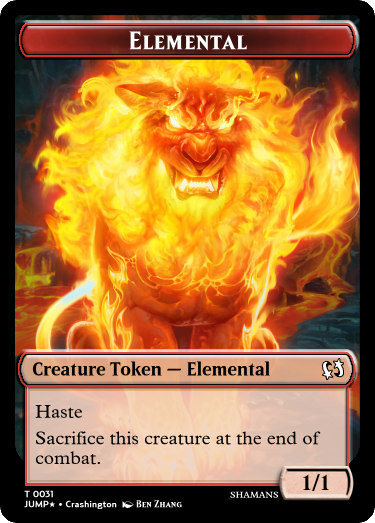 Elemental
Creature Token — Elemental
Haste
Sacrifice this creature at the end of
combat.
1/1
T 0031
SHAMANS
JUMP★ • Crashington Ben Zhang